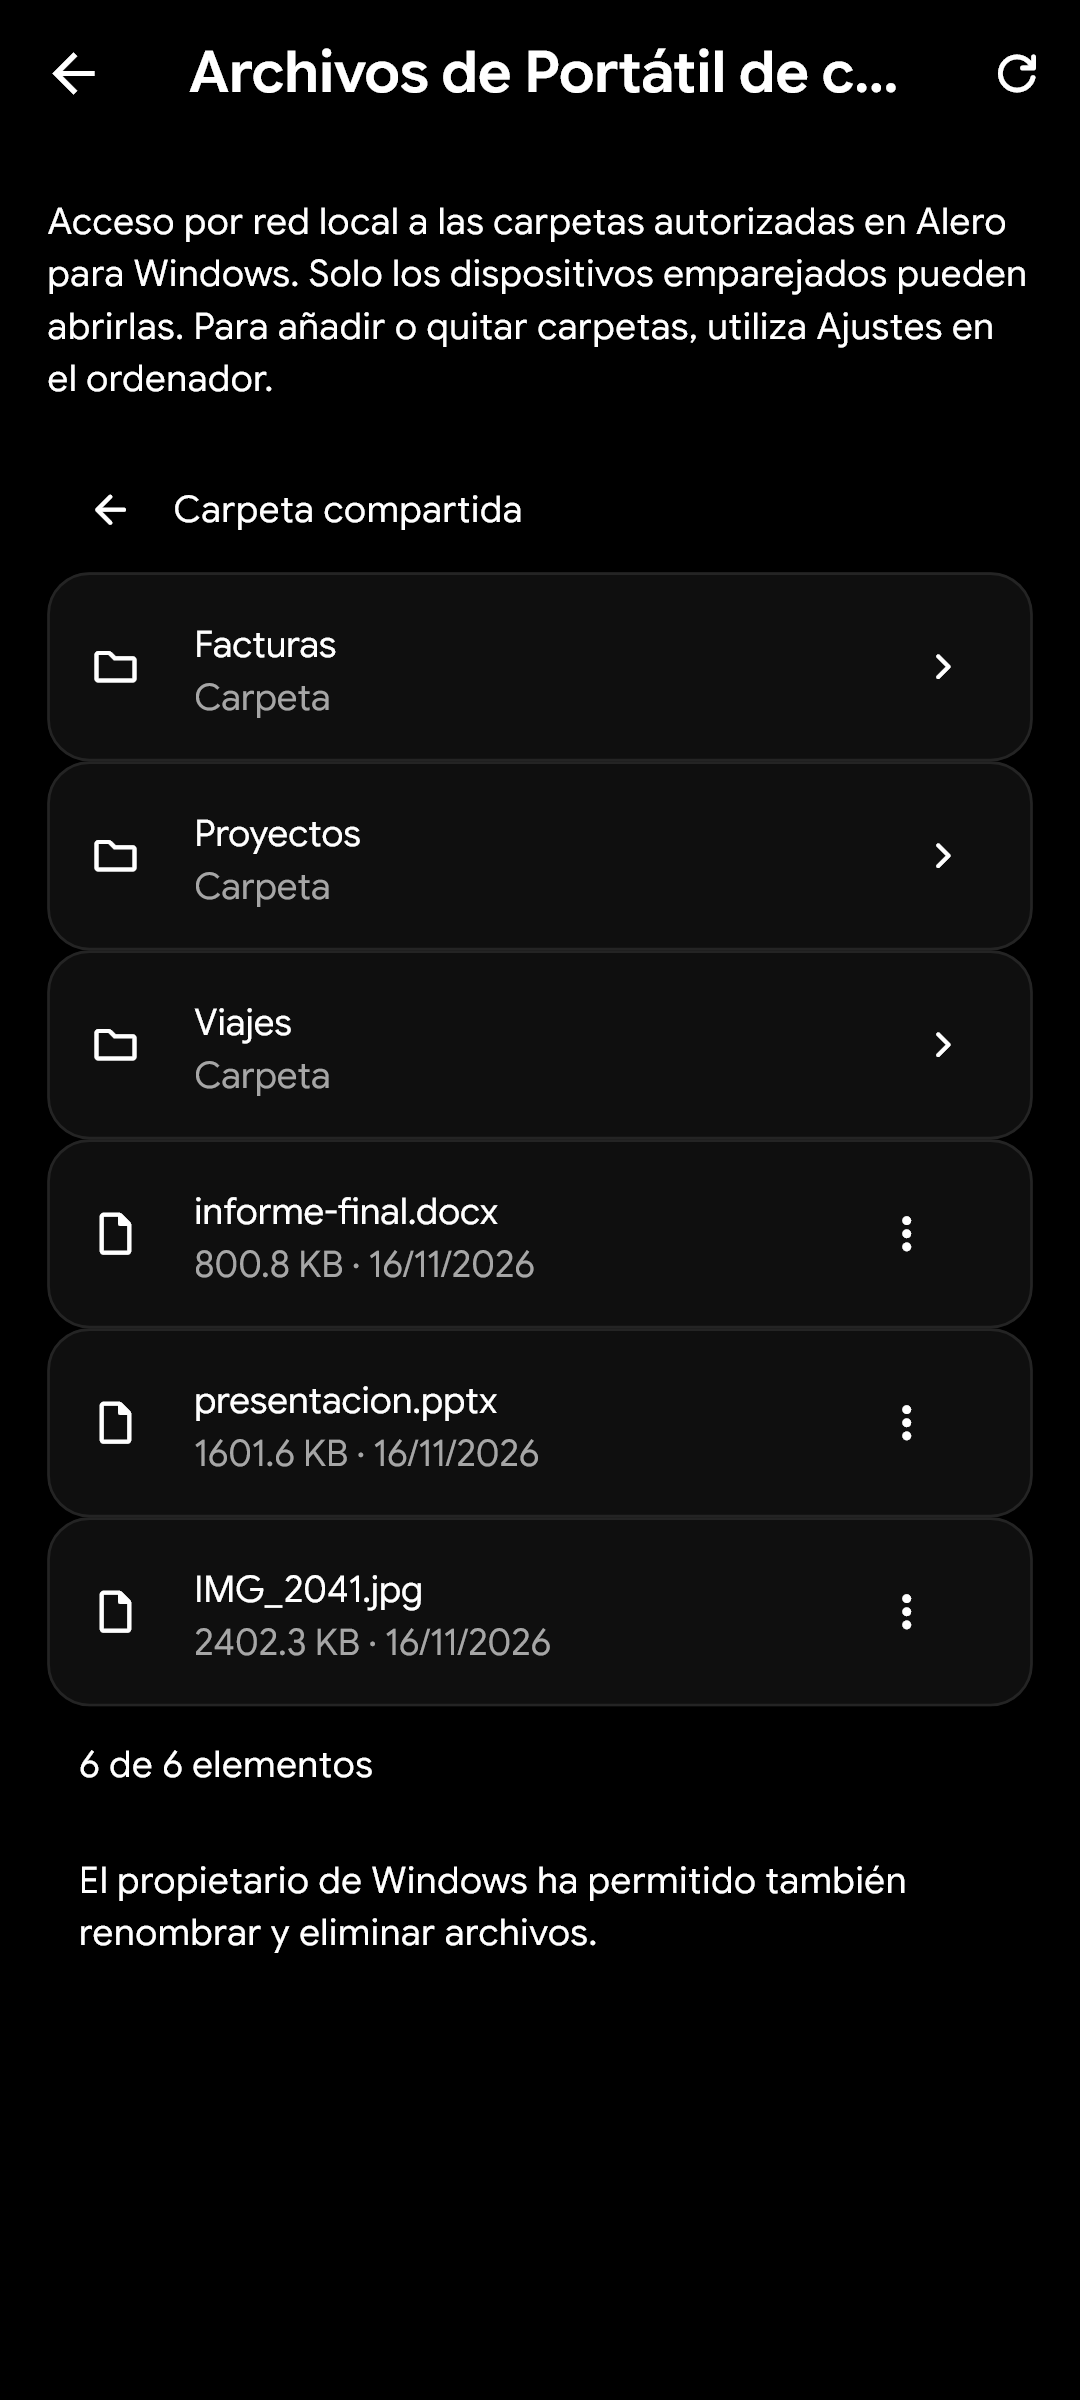 Archivos de Portátil de c...
Acceso por red local a las carpetas autorizadas en Alero
para Windows. Solo los dispositivos emparejados pueden
abrirlas. Para añadir o quitar carpetas, utiliza Ajustes en
el ordenador.
Carpeta compartida
Facturas
Carpeta
Proyectos
Carpeta
Viajes
Carpeta
informe-final.docx
800.8 KB · 16/11/2026
presentacion.pptx
1601.6 KB · 16/11/2026
IMG_2041.jpg
2402.3 KB · 16/11/2026
6 de 6 elementos
El propietario de Windows ha permitido también
renombrar y eliminar archivos.